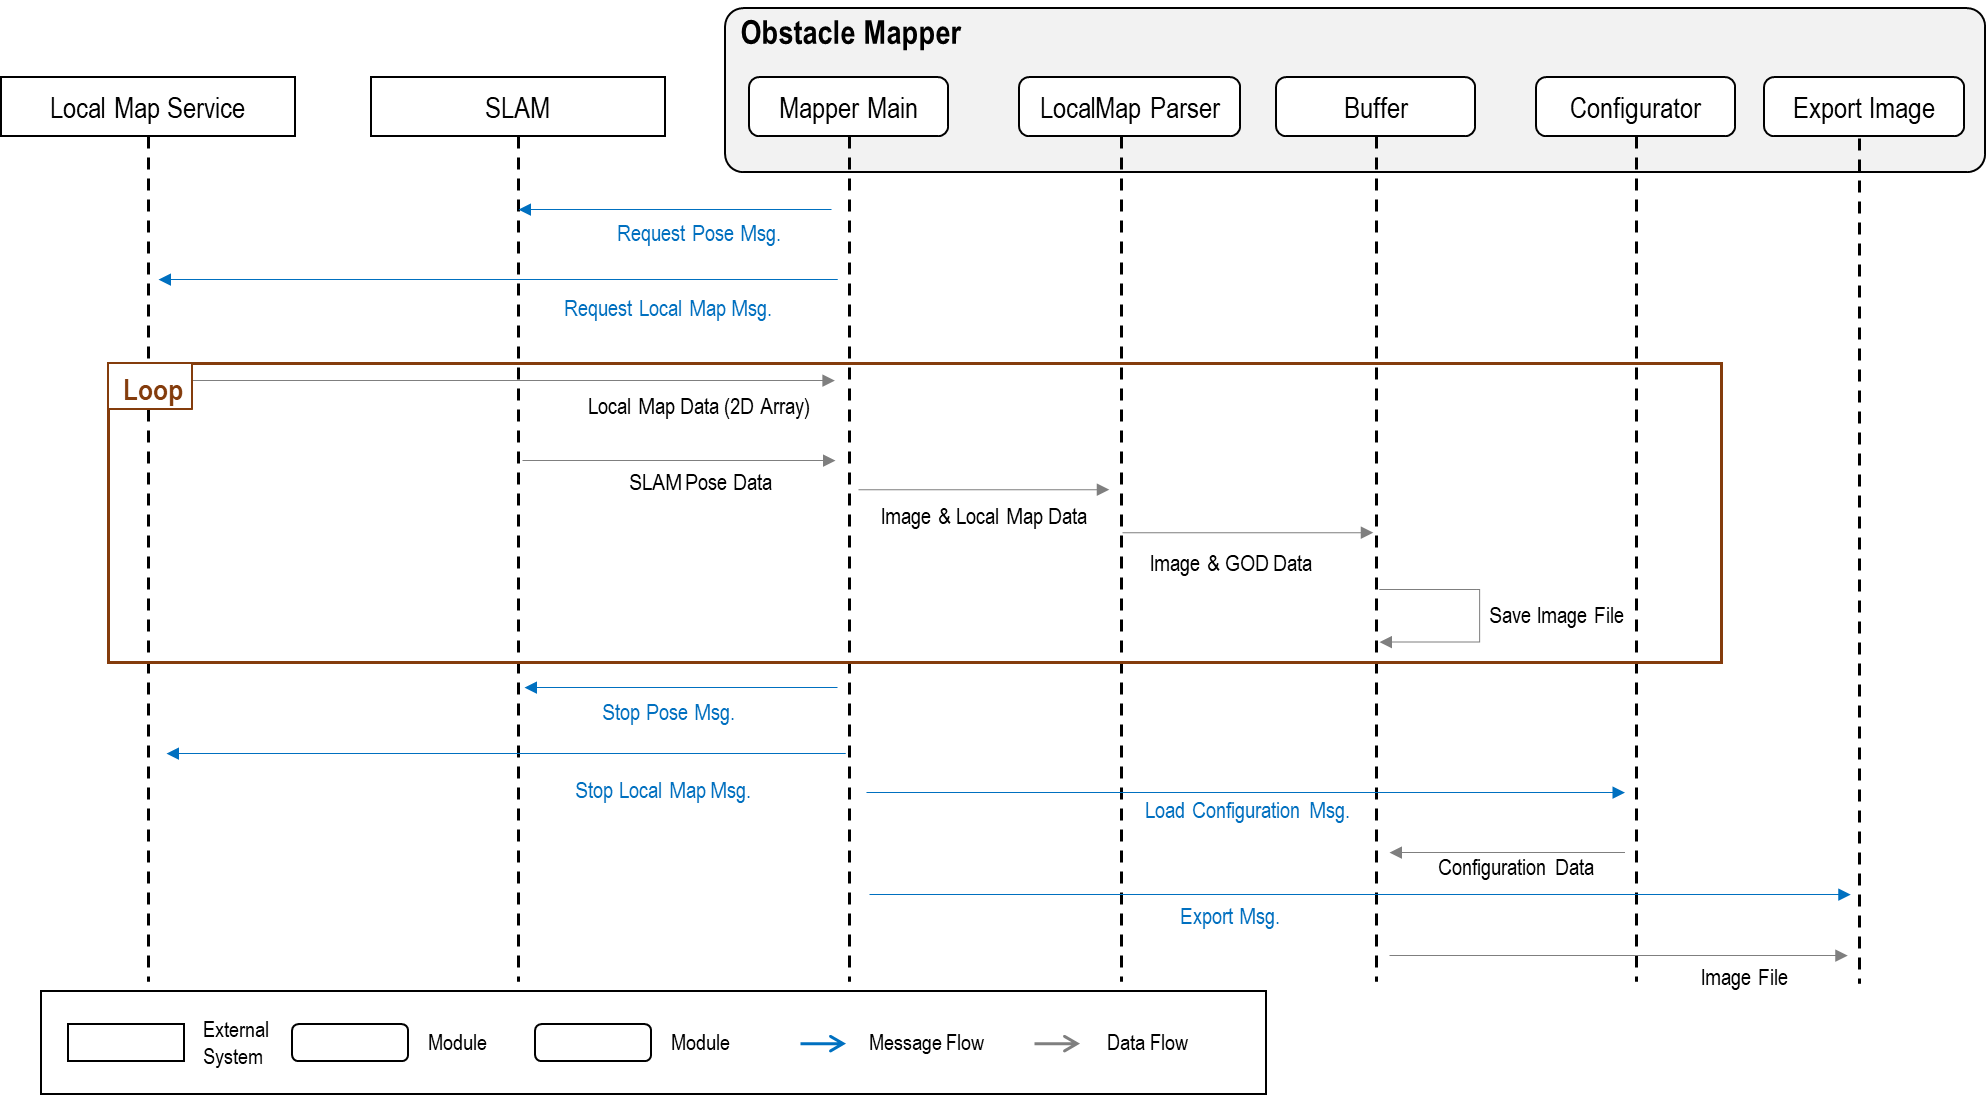 Obstacle Mapper
Local Map Service
SLAM
Mapper Main
LocalMap Parser
Buffer
Configurator
Export Image
Request Pose Msg.
Request Local Map Msg.
Loop
Local Map Data (2D Array)
SLAM Pose Data
Image & Local Map Data
Image & GOD Data
Save Image File
Stop Pose Msg.
Stop Local Map Msg.
Load Configuration Msg.
Configuration Data
Export Msg.
Image File
External
System
Module
Module
Message Flow
Data Flow